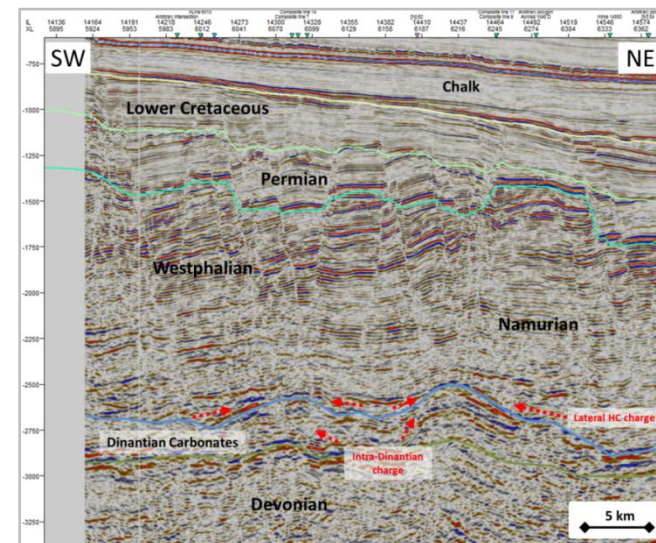 IL 14136 14164 14191 14218 14246 14273 14300 14328 14355 14382 14410 14437 14464 14492 14519 14546 14574
XL 5895 5924 5954 5983 6012 6041 6070 6099 6129 6158 6187 6216 6245 6274 6304 6333 6362
SW
NE
Chalk
Lower Cretaceous
Permian
Westphalian
Namurian
Lateral HC charge
Dinantian Carbonates
Intra-Dinantian
charge
Devonian
5 km
-750
-1000
-1250
-1500
-1750
-2000
-2250
-2500
-2750
-3000
-3250